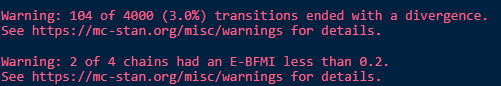 Warning: 104 of 4000 (3.0%) transitions ended with a divergence.
See https://mc-stan.org/misc/warnings for details.
Warning: 2 of 4 chains had an E-BFMI less than 0.2.
See https://mc-stan.org/misc/warnings for details.